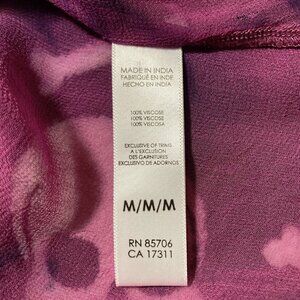 MADE IN INDIA
FABRIQUÉ EN INDE
HECHO EN INDIA
100% VISCOSE
100% VISCOSE
100% VISCOSA
EXCLUSIVE OF TRIMS
A L'EXCLUSION
DES GARNITURES
EXCLUSIVO DE ADORNOS
M/M/M
RN 85706
CA 17311